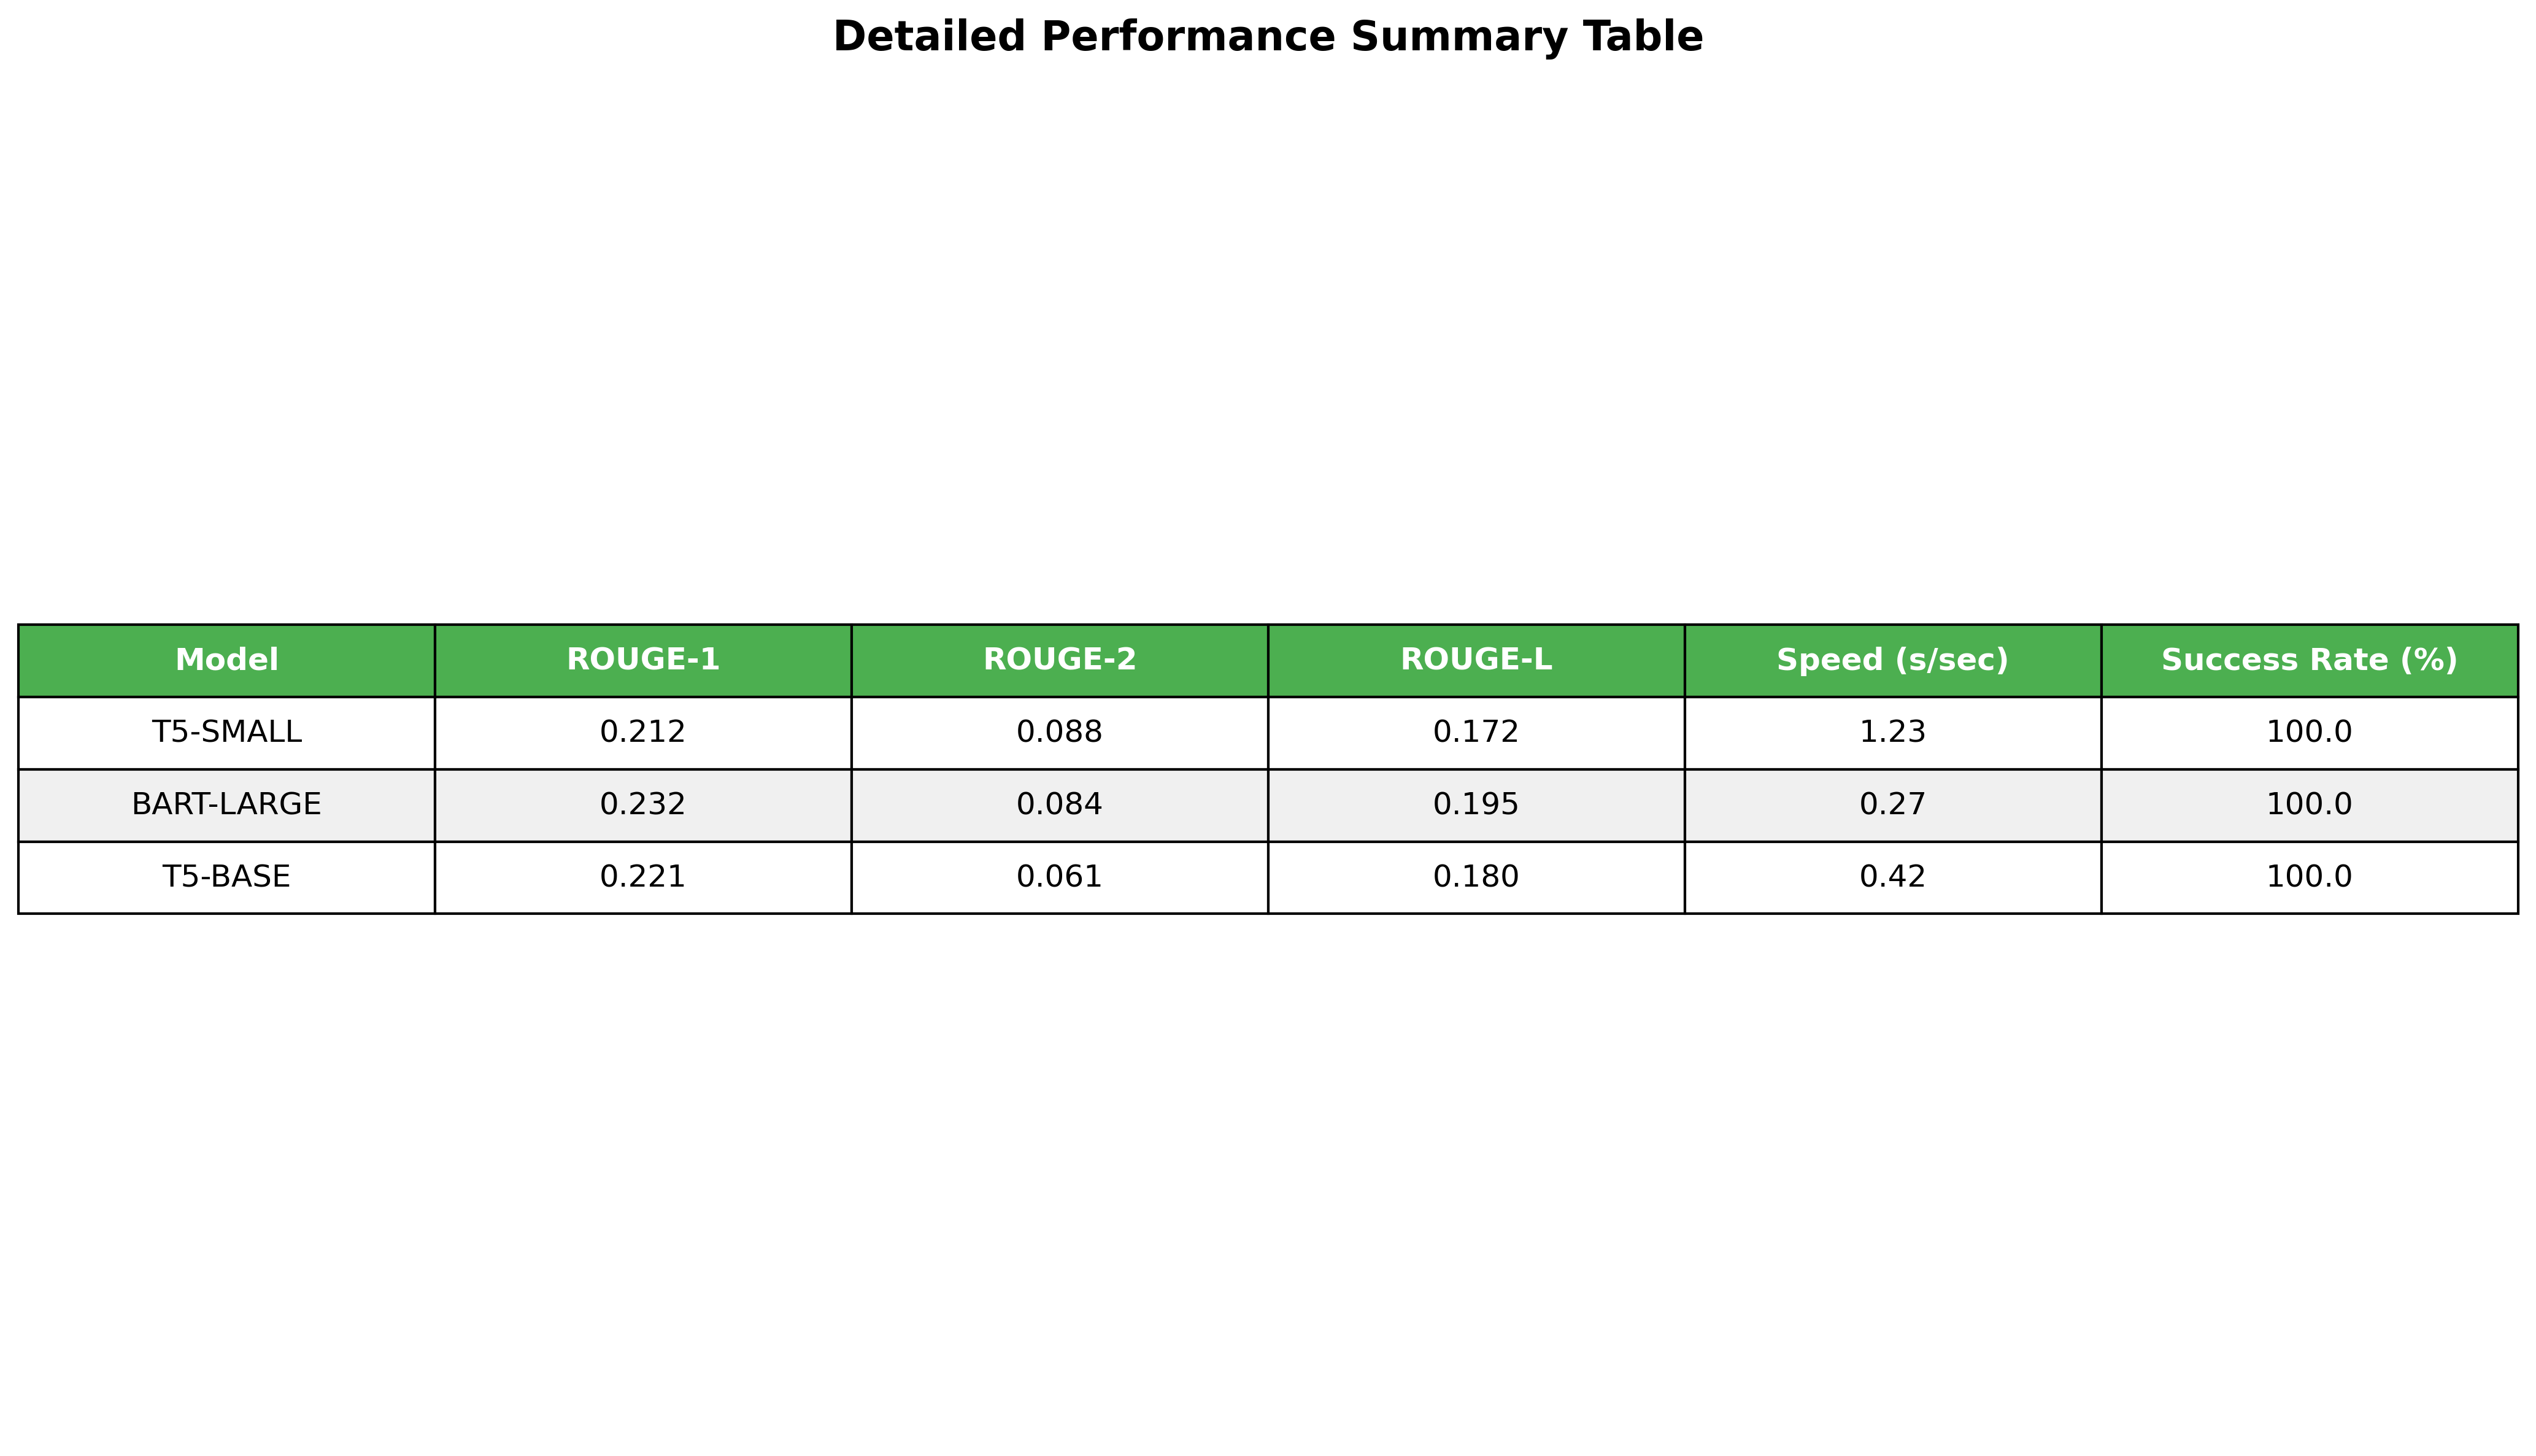 Detailed Performance Summary Table
Model ROUGE-1 ROUGE-2 ROUGE-L Speed (s/sec) Success Rate (%)
T5-SMALL 0.212 0.088 0.172 1.23 100.0
BART-LARGE 0.232 0.084 0.195 0.27 100.0
T5-BASE 0.221 0.061 0.180 0.42 100.0